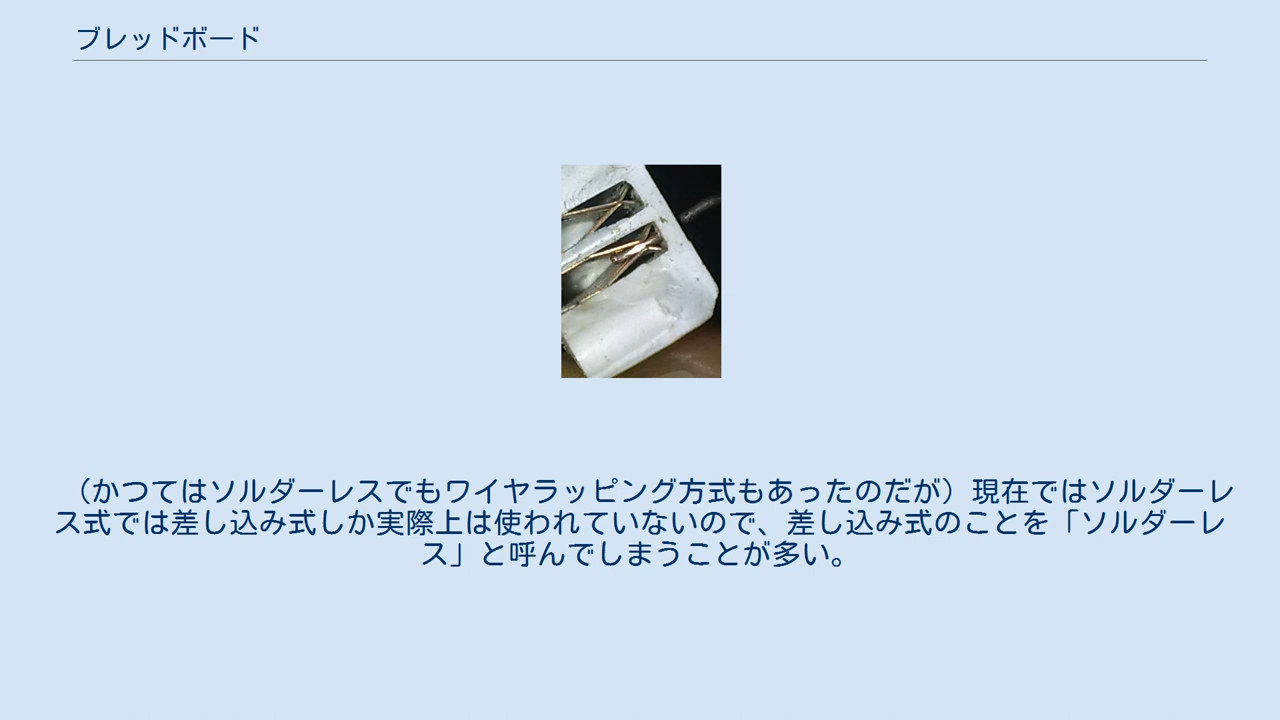 ブレッドボード
（かつてはソルダーレスでもワイヤラッピング方式もあったのだが）現在ではソルダーレ
ス式では差し込み式しか実際上は使われていないので、差し込み式のことを「ソルダーレ
ス」と呼んでしまうことが多い。